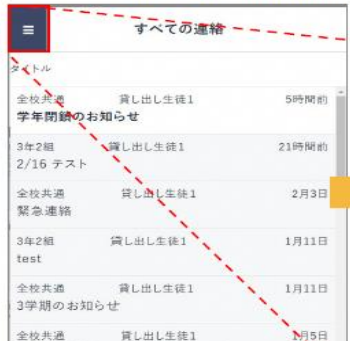 すべての連絡
タイトル
全校共通 貸し出し生徒1 5時間前
学年閉鎖のお知らせ
3年2組 貸し出し生徒1 21時間前
2/16 テスト
全校共通 貸し出し生徒1 2月3日
緊急連絡
3年2組 貸し出し生徒1 1月11日
test
全校共通 貸し出し生徒1 1月11日
3学期のお知らせ
全校共通 貸し出し生徒1 1月5日